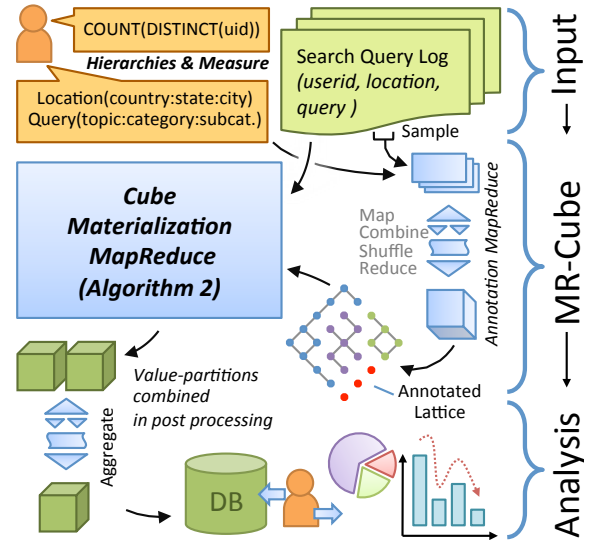 COUNT(DISTINCT(uid))
Hierarchies & Measure
Location(country:state:city)
Query(topic:category:subcat.)
Search Query Log
(userid, location,
query )
Sample
Input
Cube
Materialization
MapReduce
(Algorithm 2)
Map
Combine
Shuffle
Reduce
Annotation MapReduce
MR-Cube
Annotated
Lattice
Value-partitions
combined
in post processing
Aggregate
DB
Analysis